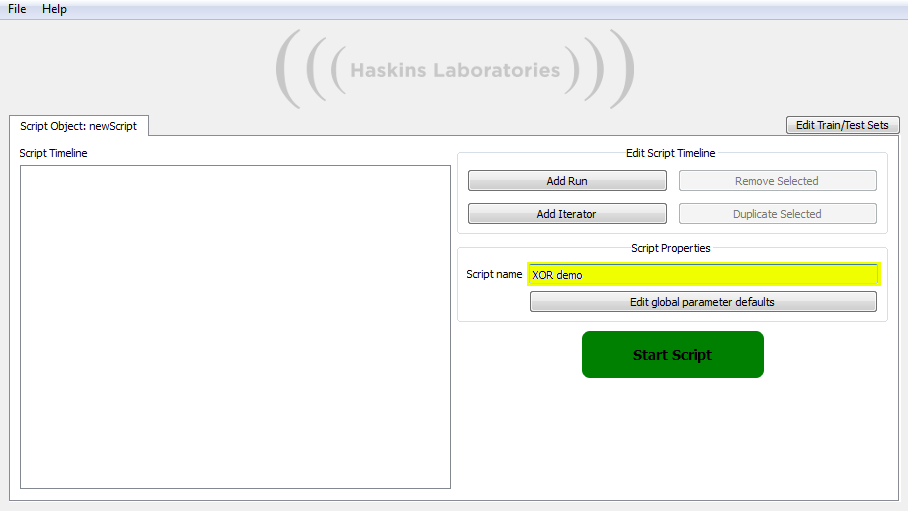 File Help
Haskins Laboratories
Script Object: newScript
Edit Train/Test Sets
Script Timeline
Edit Script Timeline
Add Run
Remove Selected
Add Iterator
Duplicate Selected
Script Properties
Script name XOR demo
Edit global parameter defaults
Start Script